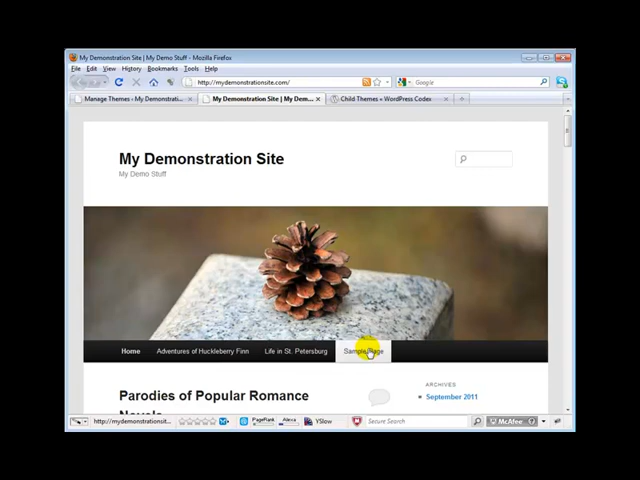 My Demonstration Site | My Demo Stuff - Mozilla Firefox
File Edit View History Bookmarks Tools Help
http://mydemonstrationsite.com/
Google
Manage Themes - My Demonstrati...
My Demonstration Site | My Dem...
Child Themes « WordPress Codex
My Demonstration Site
My Demo Stuff
Home
Adventures of Huckleberry Finn
Life in St. Petersburg
Sample Page
Parodies of Popular Romance
Novels
ARCHIVES
September 2011
http://mydemonstrationsit...
PageRank
Alexa
YSlow
Secure Search
McAfee